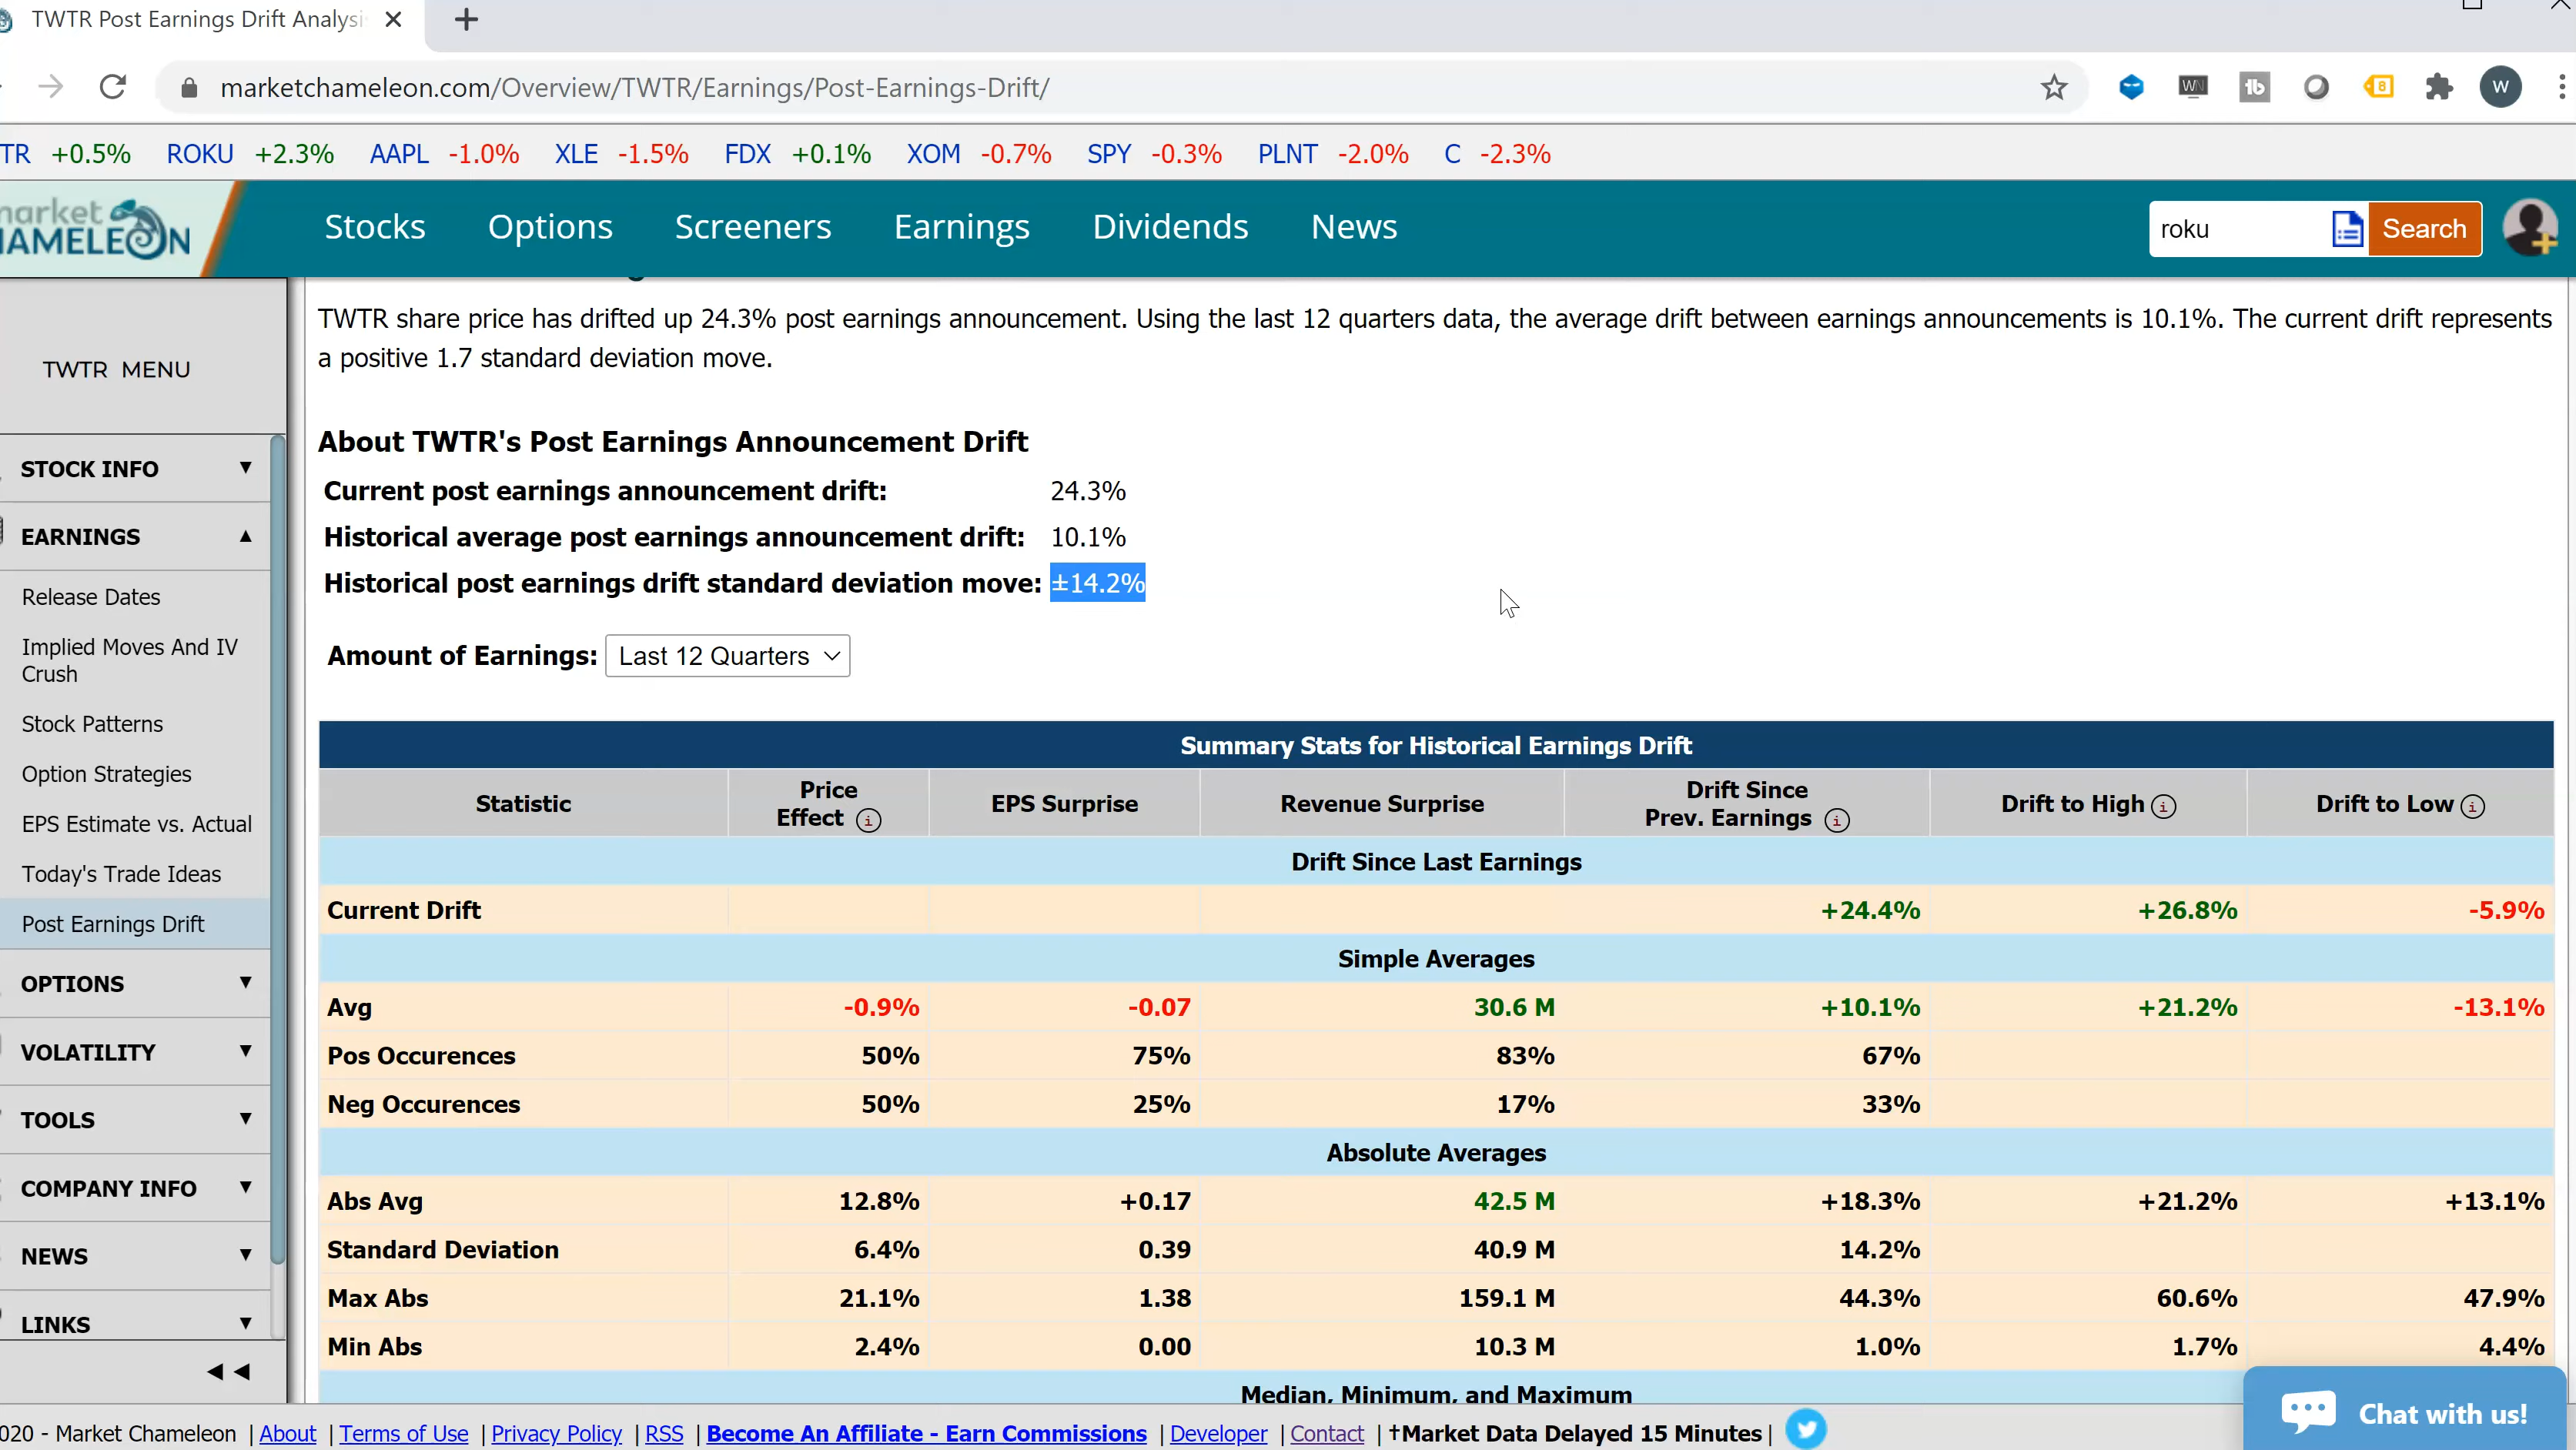 TWTR Post Earnings Drift Analysi
marketchameleon.com/Overview/TWTR/Earnings/Post-Earnings-Drift/
W
TR +0.5% ROKU +2.3% AAPL -1.0% XLE -1.5% FDX +0.1% XOM -0.7% SPY -0.3% PLNT -2.0% C -2.3%
market
HAMELEON
Stocks Options Screeners Earnings Dividends News
roku Search
TWTR share price has drifted up 24.3% post earnings announcement. Using the last 12 quarters data, the average drift between earnings announcements is 10.1%. The current drift represents
a positive 1.7 standard deviation move.
TWTR MENU
STOCK INFO
EARNINGS
Release Dates
Implied Moves And IV
Crush
Stock Patterns
Option Strategies
EPS Estimate vs. Actual
Today's Trade Ideas
Post Earnings Drift
OPTIONS
VOLATILITY
TOOLS
COMPANY INFO
NEWS
LINKS
About TWTR's Post Earnings Announcement Drift
Current post earnings announcement drift: 24.3%
Historical average post earnings announcement drift: 10.1%
Historical post earnings drift standard deviation move: ±14.2%
Amount of Earnings: Last 12 Quarters
Summary Stats for Historical Earnings Drift
Statistic Price Effect EPS Surprise Revenue Surprise Drift Since Prev. Earnings Drift to High Drift to Low
Drift Since Last Earnings
Current Drift +24.4% +26.8% -5.9%
Simple Averages
Avg -0.9% -0.07 30.6 M +10.1% +21.2% -13.1%
Pos Occurences 50% 75% 83% 67%
Neg Occurences 50% 25% 17% 33%
Absolute Averages
Abs Avg 12.8% +0.17 42.5 M +18.3% +21.2% +13.1%
Standard Deviation 6.4% 0.39 40.9 M 14.2%
Max Abs 21.1% 1.38 159.1 M 44.3% 60.6% 47.9%
Min Abs 2.4% 0.00 10.3 M 1.0% 1.7% 4.4%
Median, Minimum, and Maximum
Chat with us!
020 - Market Chameleon | About | Terms of Use | Privacy Policy | RSS | Become An Affiliate - Earn Commissions | Developer | Contact | †Market Data Delayed 15 Minutes |